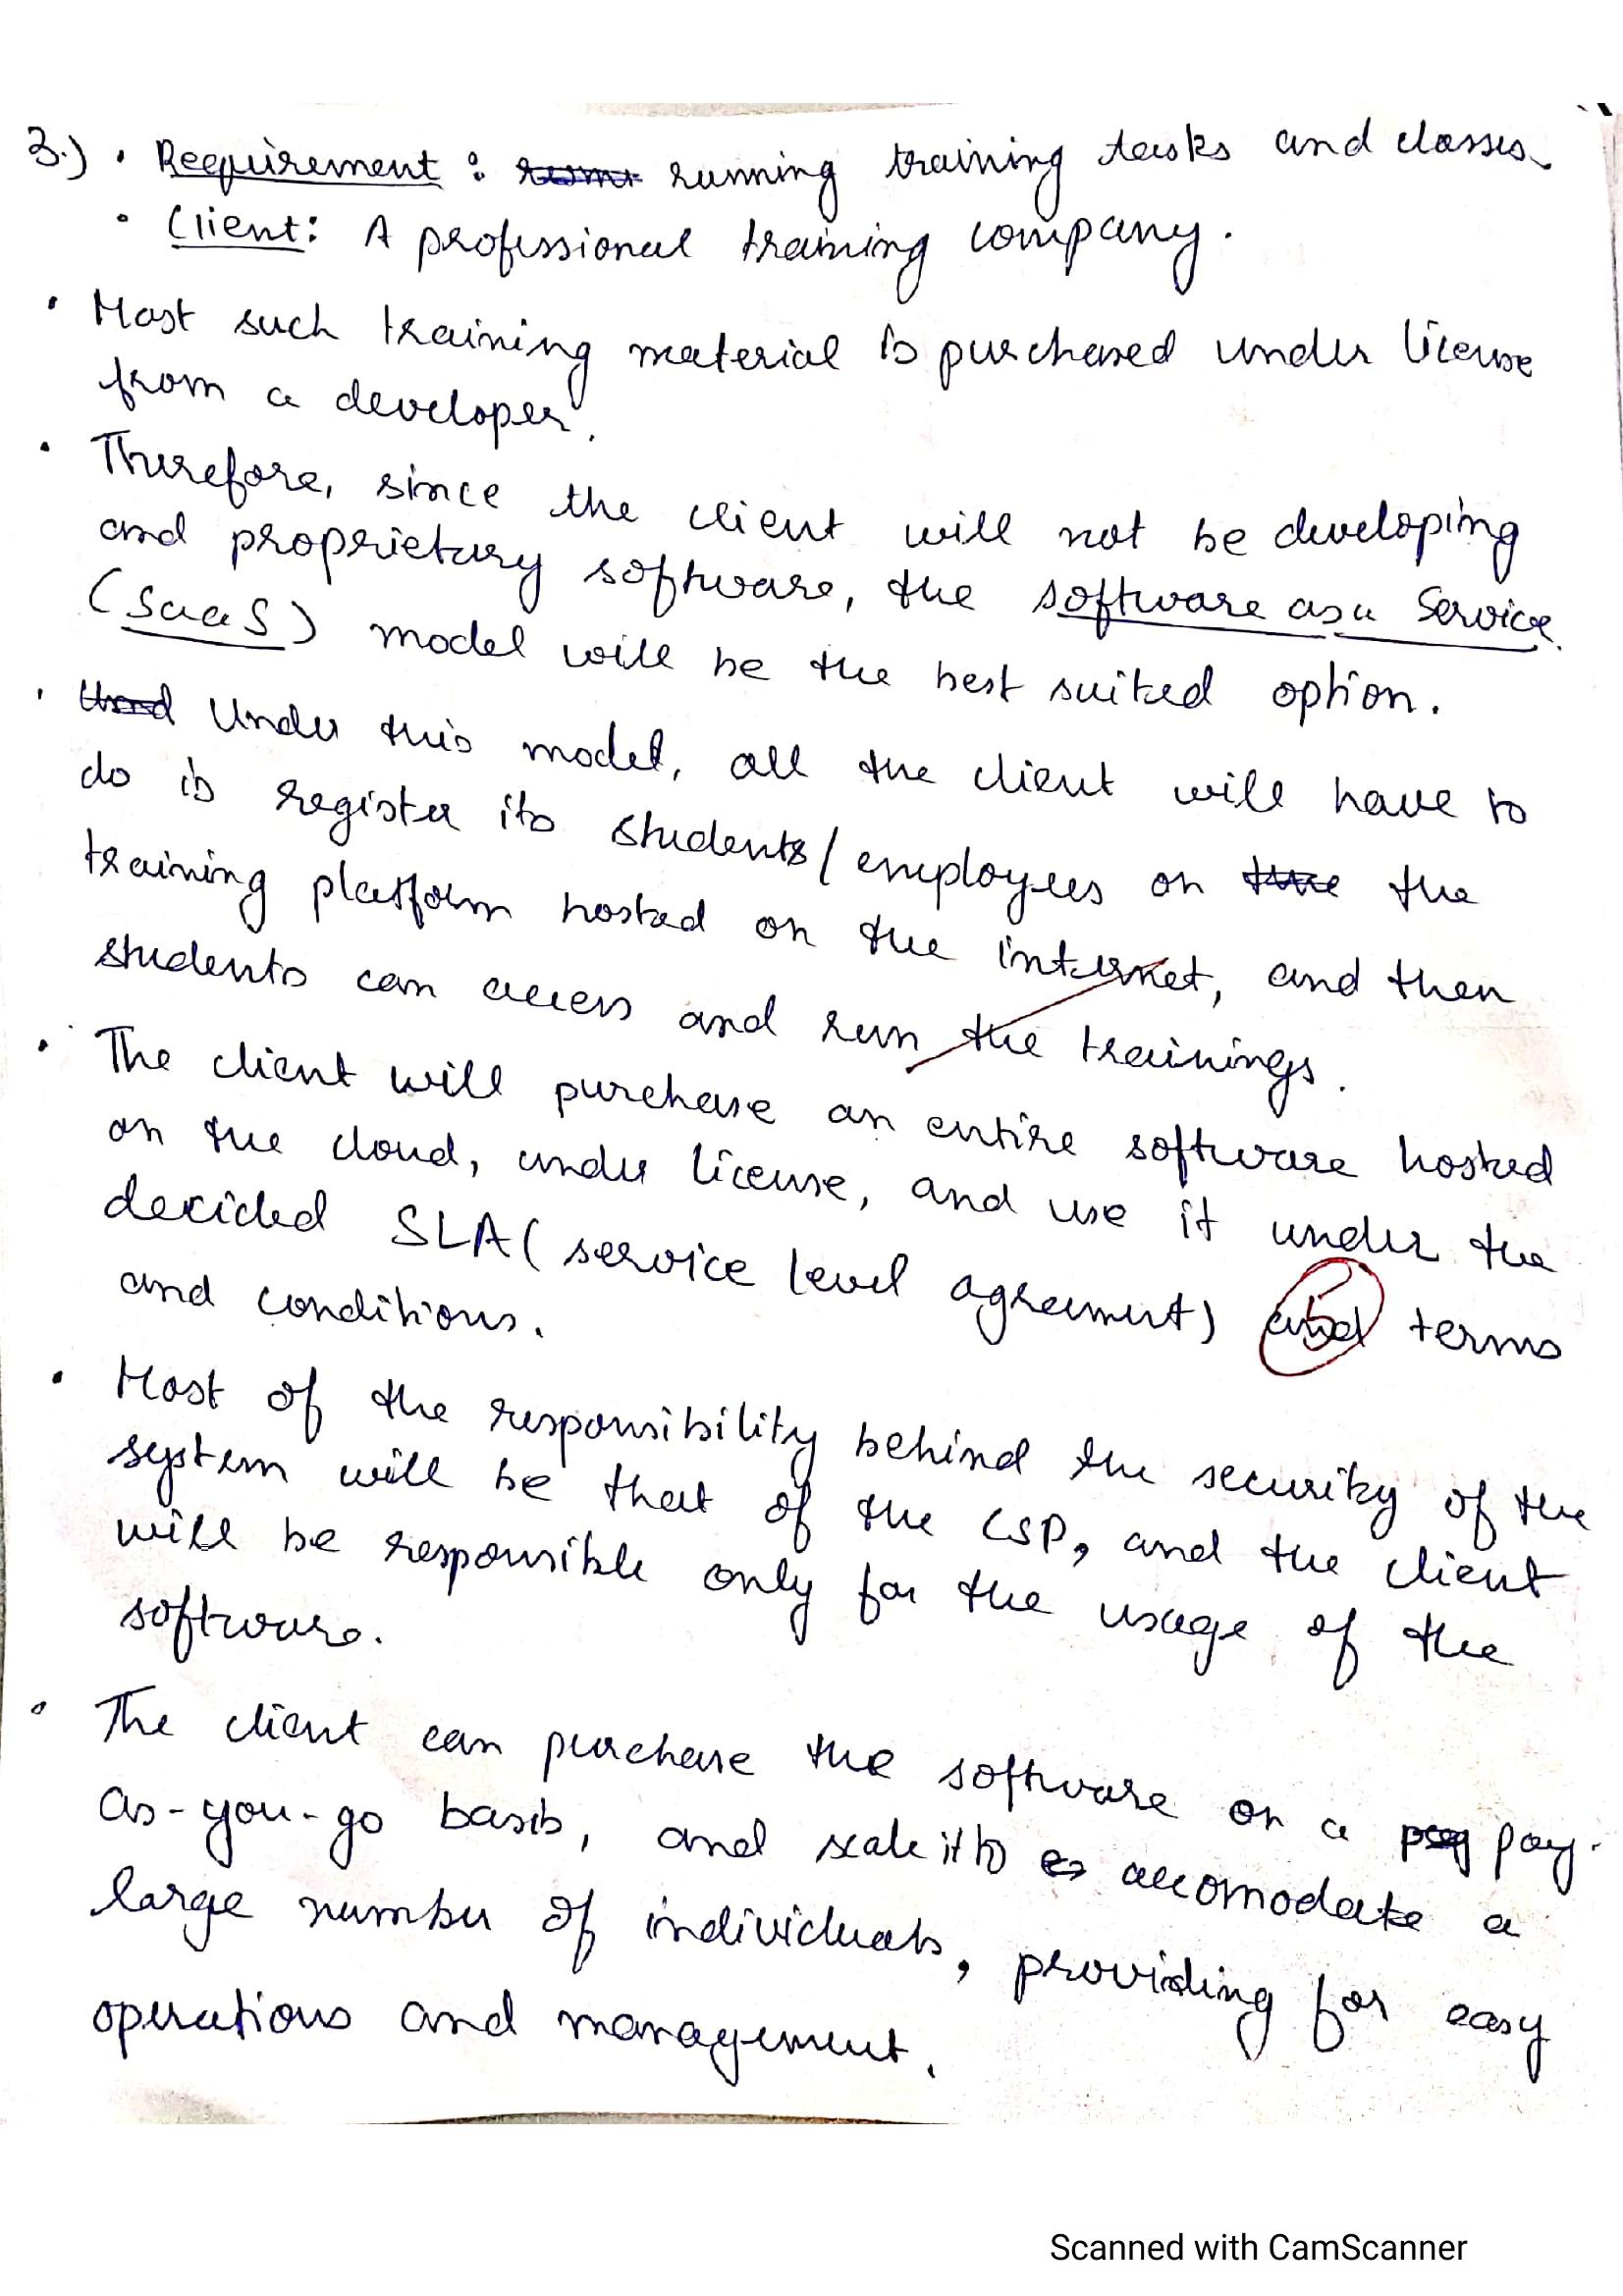 3.) • Requirement : running training tasks and classes.
• Client: A professional training company.
• Most such training material is purchased under license
from a developer.
• Therefore, since the client will not be developing
and proprietary software, the software as a Service
(SaaS) model will be the best suited option.
• Under this model, all the client will have to
do is register its students/employees on the
training platform hosted on the internet, and then
students can access and run the trainings.
• The client will purchase an entire software hosted
on the cloud, under license, and use it under the
decided SLA (service level agreement) and terms
5
and conditions.
• Most of the responsibility behind the security of the
system will be that of the CSP, and the client
will be responsible only for the usage of the
software.
• The client can purchase the software on a pay-
as-you-go basis, and scale it to accomodate a
large number of individuals, providing for easy
operations and management.
Scanned with CamScanner